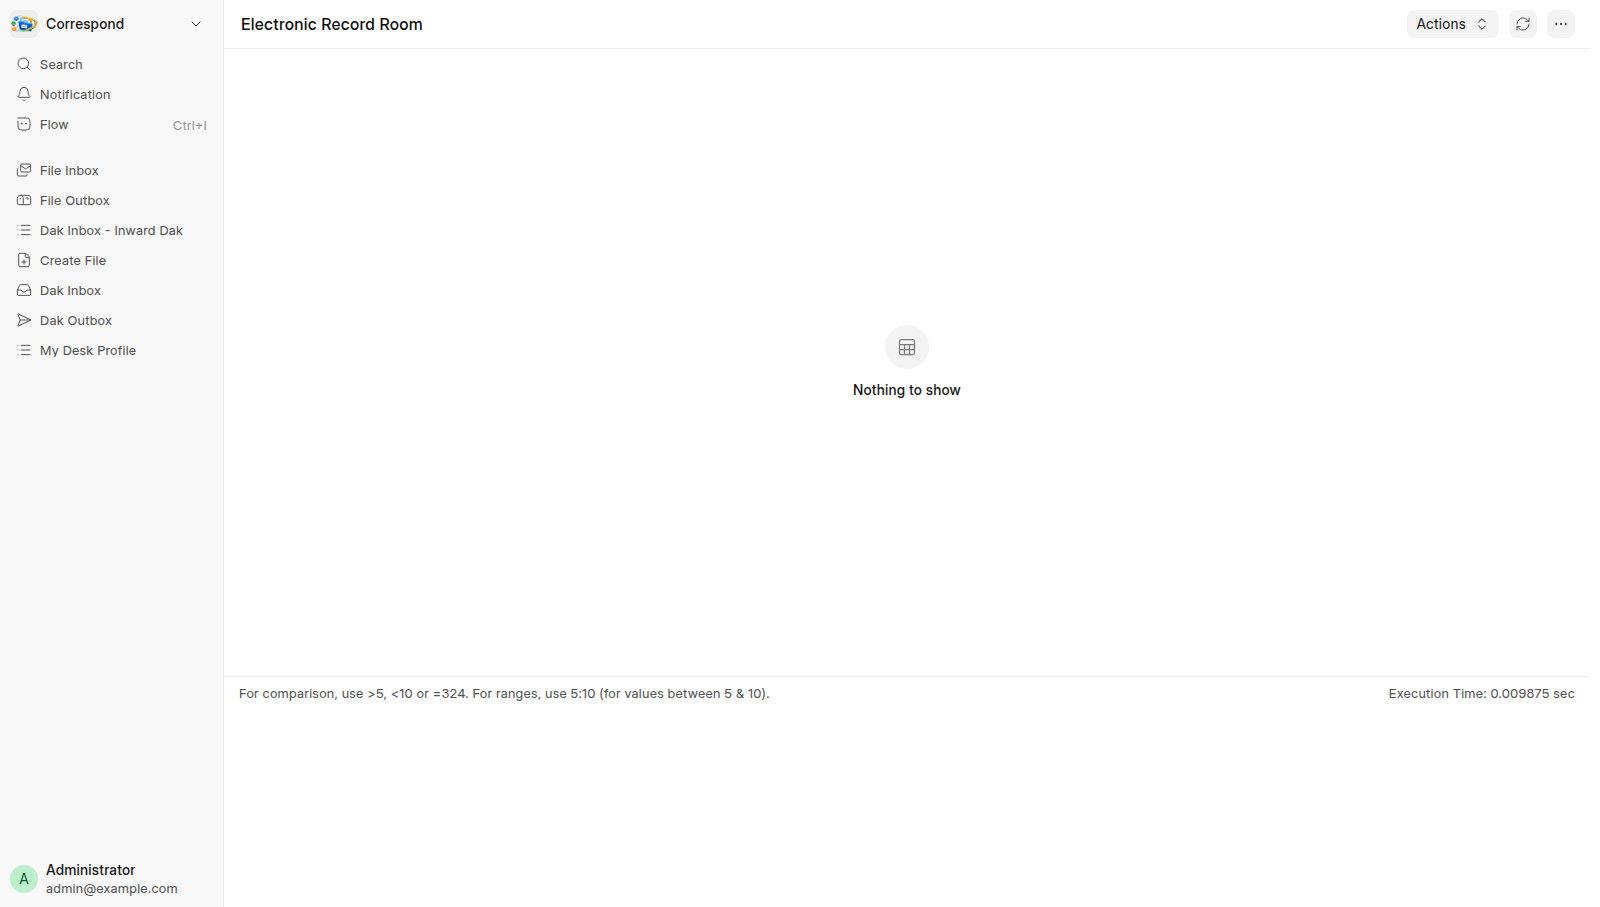 Correspond
Search
Notification
Flow Ctrl+I
File Inbox
File Outbox
Dak Inbox - Inward Dak
Create File
Dak Inbox
Dak Outbox
My Desk Profile
A
Administrator
admin@example.com
Electronic Record Room
Actions
Nothing to show
For comparison, use >5, <10 or =324. For ranges, use 5:10 (for values between 5 & 10).
Execution Time: 0.009875 sec